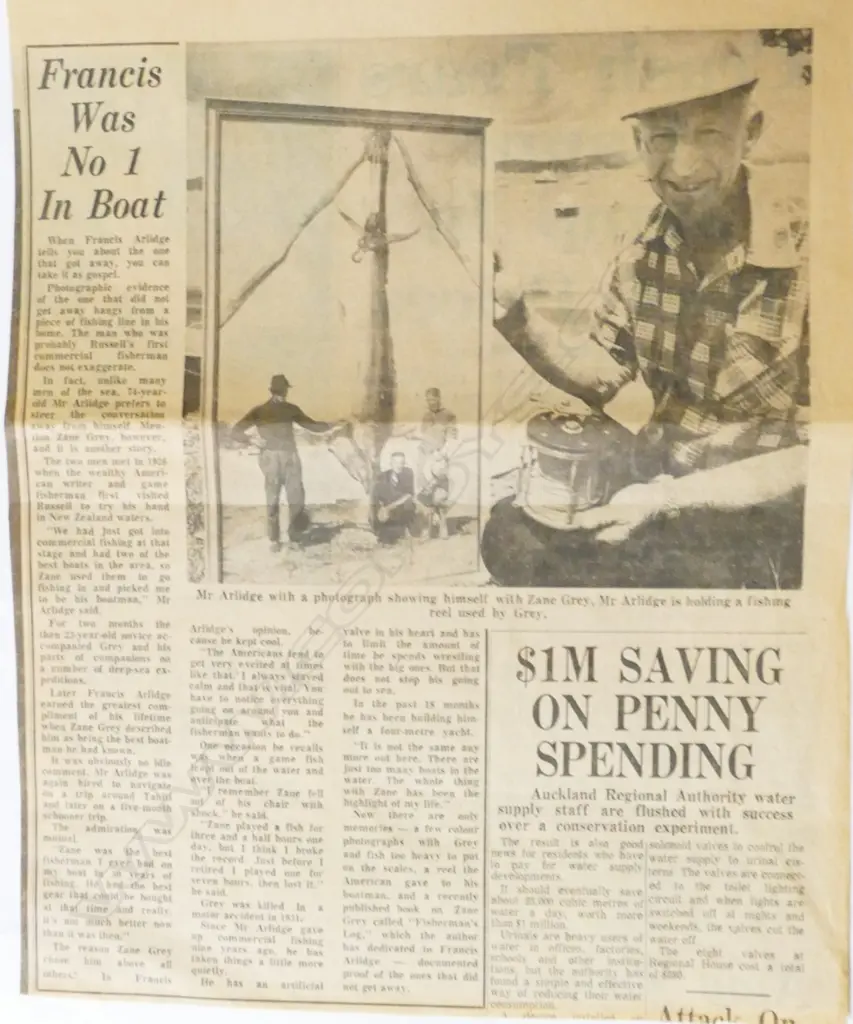 Francis
Was
No 1
In Boat
When Francis Arlidge
tells you about the one
that got away, you can
take it as gospel.
Photographic evidence
of the one that did not
get away hangs from a
piece of fishing line in his
home. The man who was
probably Russell's first
commercial fisherman
does not exaggerate.
In fact, unlike many
men of the sea, 74-year-
old Mr Arlidge prefers to
steer the conversation
away from himself. Men-
tion Zane Grey, however,
and it is another story.
The two men met in 1926
when the wealthy Ameri-
can writer and game
fisherman first visited
Russell to try his hand
in New Zealand waters.
"We had just got into
commercial fishing at that
stage and had two of the
best boats in the area, so
Zane used them to go
fishing in and picked me
to be his boatman," Mr
Arlidge said.
For two months the
then 23-year-old novice ac-
companied Grey and his
party of companions on
a number of deep-sea ex-
peditions.
Later Francis Arlidge
earned the greatest com-
pliment of his lifetime
when Zane Grey described
him as being the best boat-
man he had known.
It was obviously no idle
comment. Mr Arlidge was
again hired to navigate
on a trip around Tahiti
and later on a five-month
schooner trip.
The admiration was
mutual.
"Zane was the best
fisherman I ever had on
my boat in 30 years of
fishing. He had the best
gear that could be bought
at that time and really
it's not much better now
than it was then."
The reason Zane Grey
chose him above all
others? In Francis
Mr Arlidge with a photograph showing himself with Zane Grey. Mr Arlidge is holding a fishing
reel used by Grey.
Arlidge's opinion, be-
cause he kept cool.
"The Americans tend to
get very excited at times
like that. I always stayed
calm and that is vital. You
have to notice everything
going on around you and
anticipate what the
fisherman wants to do."
One occasion he recalls
was when a game fish
leapt out of the water and
over the boat.
"I remember Zane fell
out of his chair with
shock," he said.
"Zane played a fish for
three and a half hours one
day, but I think I broke
the record. Just before I
retired I played one for
seven hours, then lost it,"
he said.
Grey was killed in a
motor accident in 1931.
Since Mr Arlidge gave
up commercial fishing
nine years ago, he has
taken things a little more
quietly.
He has an artificial
valve in his heart and has
to limit the amount of
time he spends wrestling
with the big ones. But that
does not stop his going
out to sea.
In the past 18 months
he has been building him-
self a four-metre yacht.
"It is not the same any
more out here. There are
just too many boats in the
water. The whole thing
with Zane has been the
highlight of my life."
Now there are only
memories — a few colour
photographs with Grey
and fish too heavy to put
on the scales, a reel the
American gave to his
boatman, and a recently
published book on Zane
Grey called "Fisherman's
Log," which the author
has dedicated to Francis
Arlidge — documented
proof of the ones that did
not get away.
$1M SAVING
ON PENNY
SPENDING
Auckland Regional Authority water
supply staff are flushed with success
over a conservation experiment.
The result is also good
news for residents who have
to pay for water supply
developments.
It should eventually save
about 23,000 cubic metres of
water a day, worth more
than $1 million.
Urinals are heavy users of
water in offices, factories,
schools and other institu-
tions, but the authority has
found a simple and effective
way of reducing their water
consumption.
solenoid valves to control the
water supply to urinal cis-
terns. The valves are connect-
ed to the toilet lighting
circuit and when lights are
switched off at nights and
weekends, the valves cut the
water off.
The eight valves at
Regional House cost a total
of $280.
Attack On